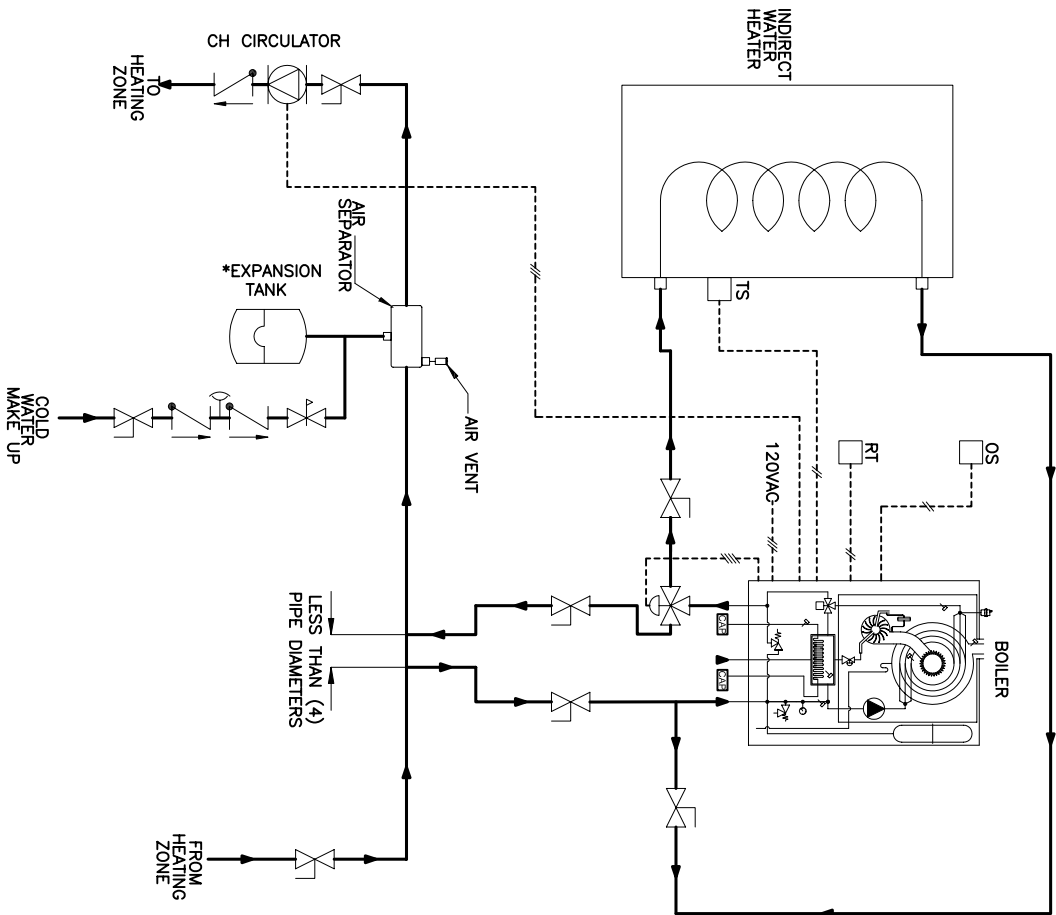 INDIRECT
WATER
HEATER
CH CIRCULATOR
TO
HEATING
ZONE
AIR
SEPARATOR
*EXPANSION
TANK
TS
AIR VENT
COLD
WATER
MAKE UP
120VAC
RT
OS
LESS THAN (4)
PIPE DIAMETERS
CAP
CAP
BOILER
FROM
HEATING
ZONE